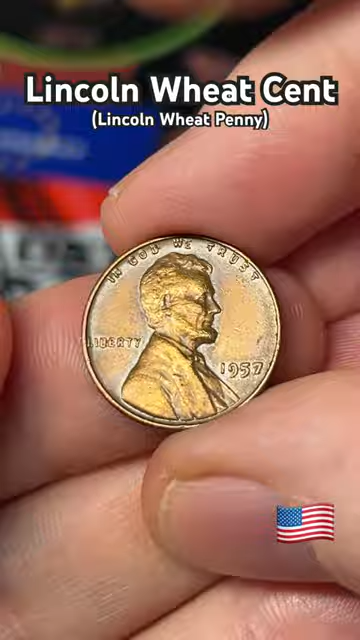 Lincoln Wheat Cent
(Lincoln Wheat Penny)
IN GOD WE TRUST
LIBERTY
1957